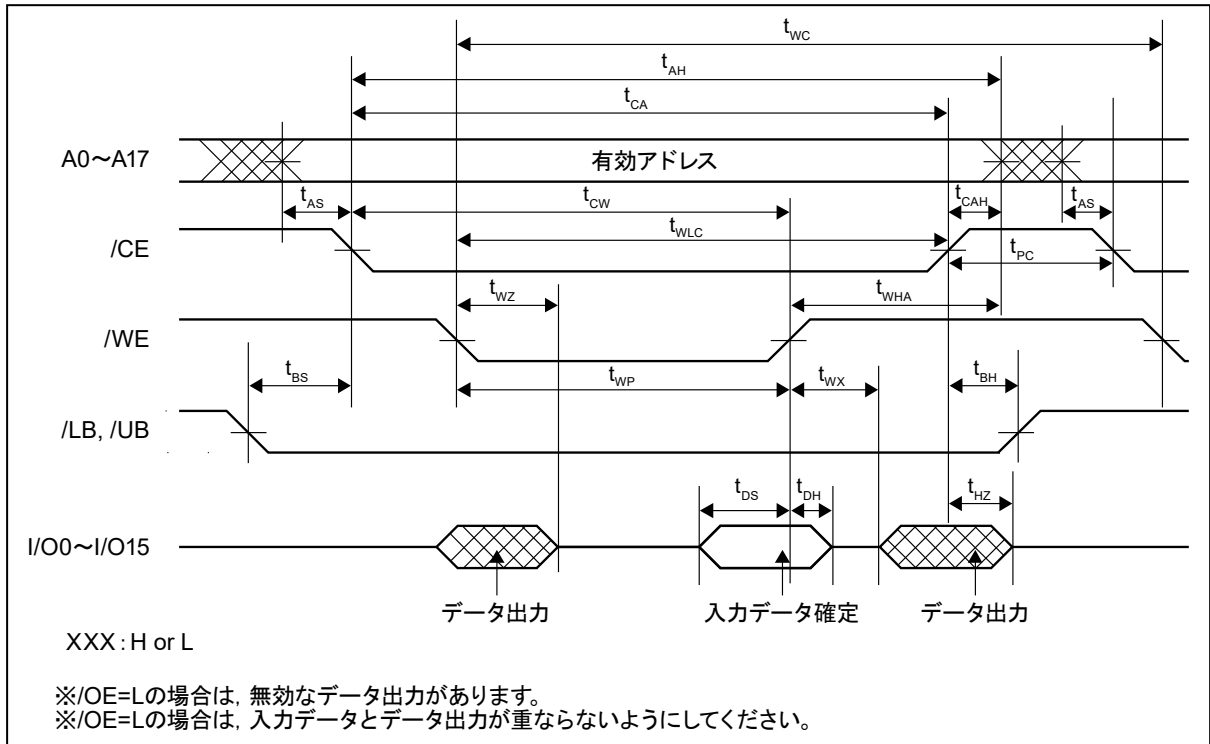 tWC
tAH
tCA
A0～A17
有効アドレス
tAS
tCW
tCAH
tAS
/CE
tWLC
tPC
tWZ
tWHA
/WE
tBS
tWP
tWX
tBH
/LB, /UB
tDS
tDH
tHZ
I/O0～I/O15
データ出力
入力データ確定
データ出力
XXX：H or L
※/OE=Lの場合は，無効なデータ出力があります。
※/OE=Lの場合は，入力データとデータ出力が重ならないようにしてください。